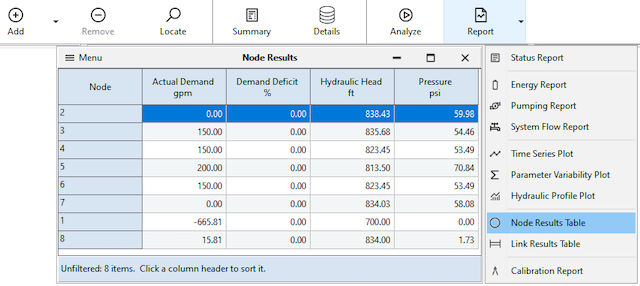 Add
Remove
Locate
Summary
Details
Analyze
Report
Menu
Node Results
Node Actual Demand gpm Demand Deficit % Hydraulic Head ft Pressure psi
2 0.00 0.00 838.43 59.98
3 150.00 0.00 835.68 54.46
4 150.00 0.00 823.45 53.49
5 200.00 0.00 813.50 70.84
6 150.00 0.00 823.45 53.49
7 0.00 0.00 834.03 58.08
1 -665.81 0.00 700.00 0.00
8 15.81 0.00 834.00 1.73
Unfiltered: 8 items. Click a column header to sort it.
Status Report
Energy Report
Pumping Report
System Flow Report
Time Series Plot
Parameter Variability Plot
Hydraulic Profile Plot
Node Results Table
Link Results Table
Calibration Report